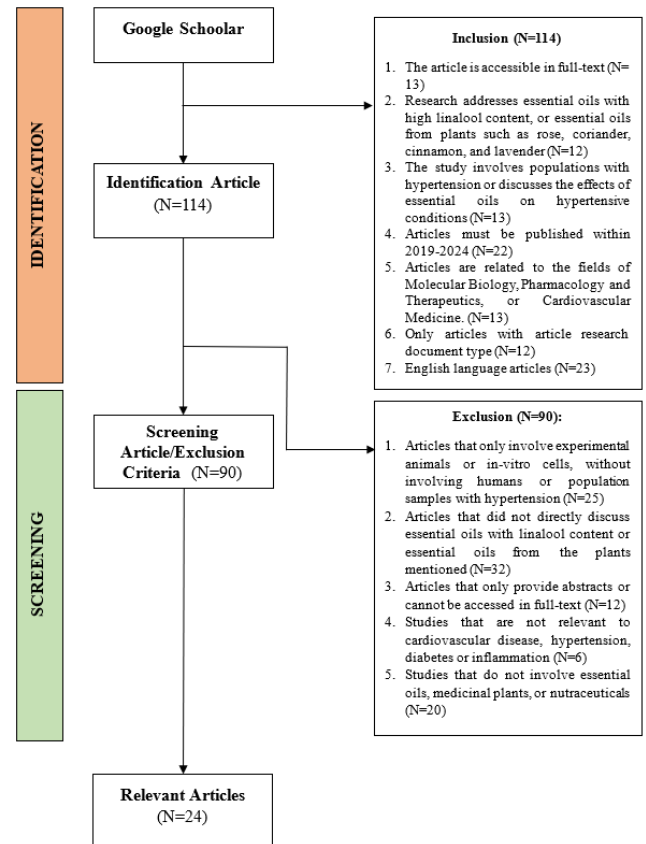 Google Schoolar
IDENTIFICATION
Identification Article
(N=114)
Inclusion (N=114)
1. The article is accessible in full-text (N=
13)
2. Research addresses essential oils with
high linalool content, or essential oils
from plants such as rose, coriander,
cinnamon, and lavender (N=12)
3. The study involves populations with
hypertension or discusses the effects of
essential oils on hypertensive
conditions (N=13)
4. Articles must be published within
2019-2024 (N=22)
5. Articles are related to the fields of
Molecular Biology, Pharmacology and
Therapeutics, or Cardiovascular
Medicine. (N=13)
6. Only articles with article research
document type (N=12)
7. English language articles (N=23)
SCREENING
Screening
Article/Exclusion
Criteria (N=90)
Exclusion (N=90):
1. Articles that only involve experimental
animals or in-vitro cells, without
involving humans or population
samples with hypertension (N=25)
2. Articles that did not directly discuss
essential oils with linalool content or
essential oils from the plants
mentioned (N=32)
3. Articles that only provide abstracts or
cannot be accessed in full-text (N=12)
4. Studies that are not relevant to
cardiovascular disease, hypertension,
diabetes or inflammation (N=6)
5. Studies that do not involve essential
oils, medicinal plants, or nutraceuticals
(N=20)
Relevant Articles
(N=24)